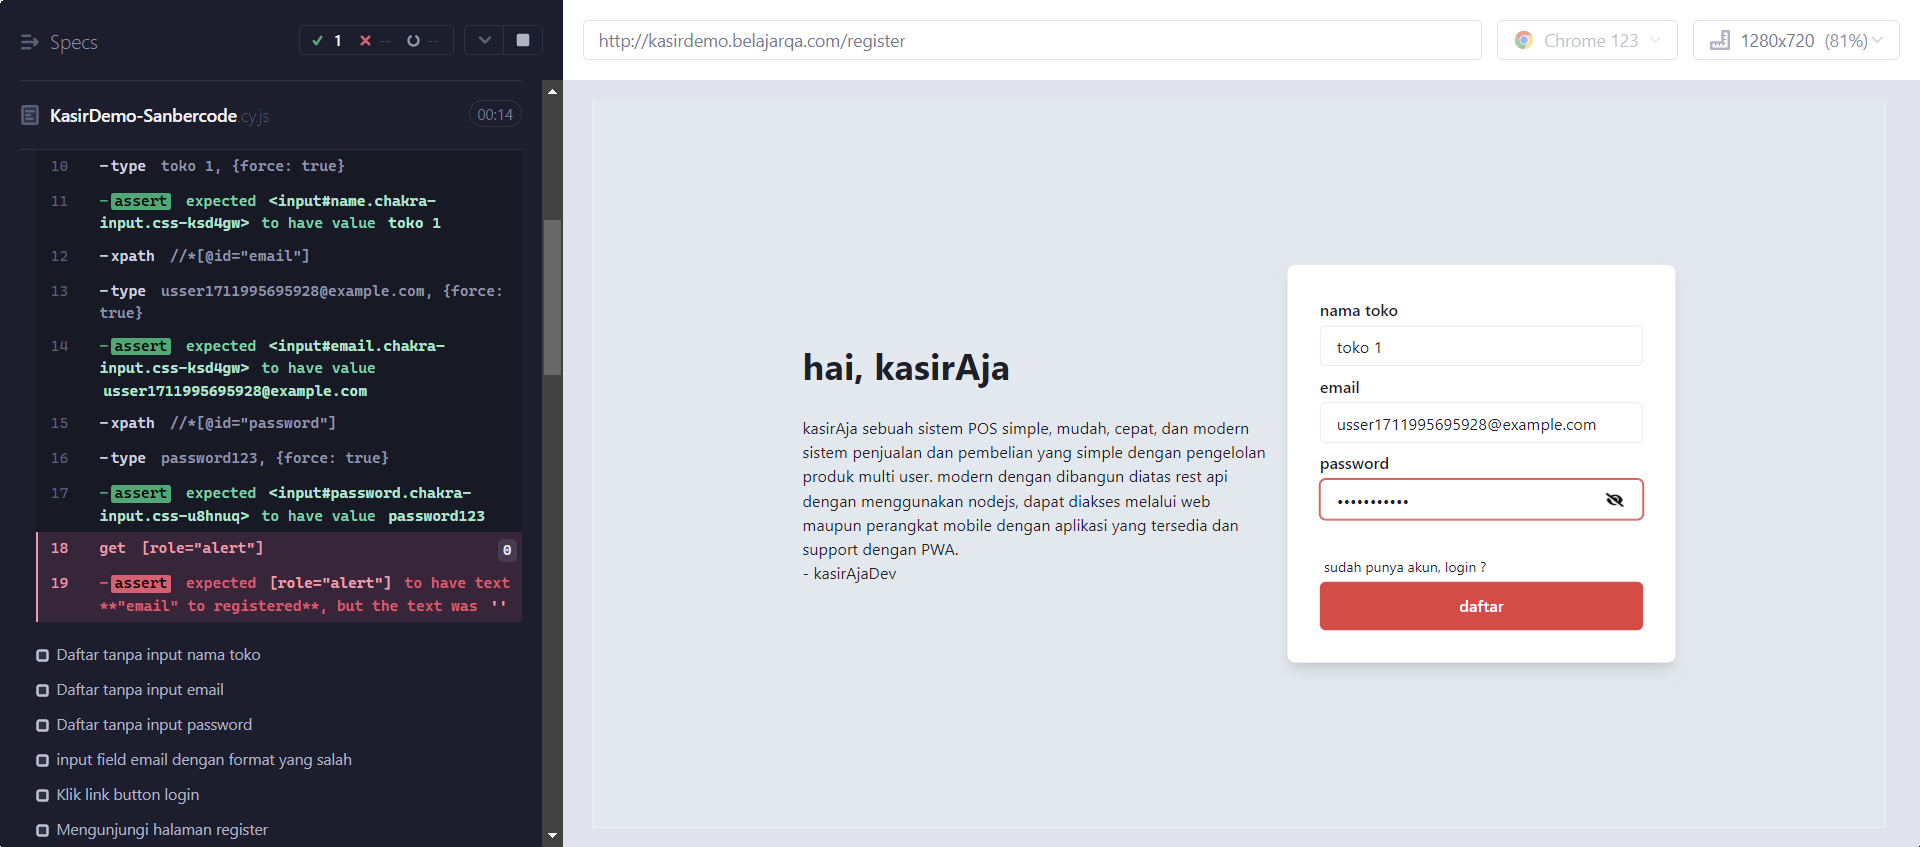 Specs
1 -- --
KasirDemo-Sanbercode.cy.js 00:14
10 -type toko 1, {force: true}
11 -assert expected <input#name.chakra-
input.css-ksd4gw> to have value toko 1
12 -xpath //*[@id="email"]
13 -type usser1711995695928@example.com, {force:
true}
14 -assert expected <input#email.chakra-
input.css-ksd4gw> to have value
usser1711995695928@example.com
15 -xpath //*[@id="password"]
16 -type password123, {force: true}
17 -assert expected <input#password.chakra-
input.css-u8hnuq> to have value password123
18 get [role="alert"] 0
19 -assert expected [role="alert"] to have text
**"email" to registered**, but the text was ''
Daftar tanpa input nama toko
Daftar tanpa input email
Daftar tanpa input password
input field email dengan format yang salah
Klik link button login
Mengunjungi halaman register
http://kasirdemo.belajarqa.com/register
Chrome 123
1280x720 (81%)
hai, kasirAja
kasirAja sebuah sistem POS simple, mudah, cepat, dan modern
sistem penjualan dan pembelian yang simple dengan pengelolan
produk multi user. modern dengan dibangun diatas rest api
dengan menggunakan nodejs, dapat diakses melalui web
maupun perangkat mobile dengan aplikasi yang tersedia dan
support dengan PWA.
- kasirAjaDev
nama toko
toko 1
email
usser1711995695928@example.com
password
•••••••••••
sudah punya akun, login ?
daftar